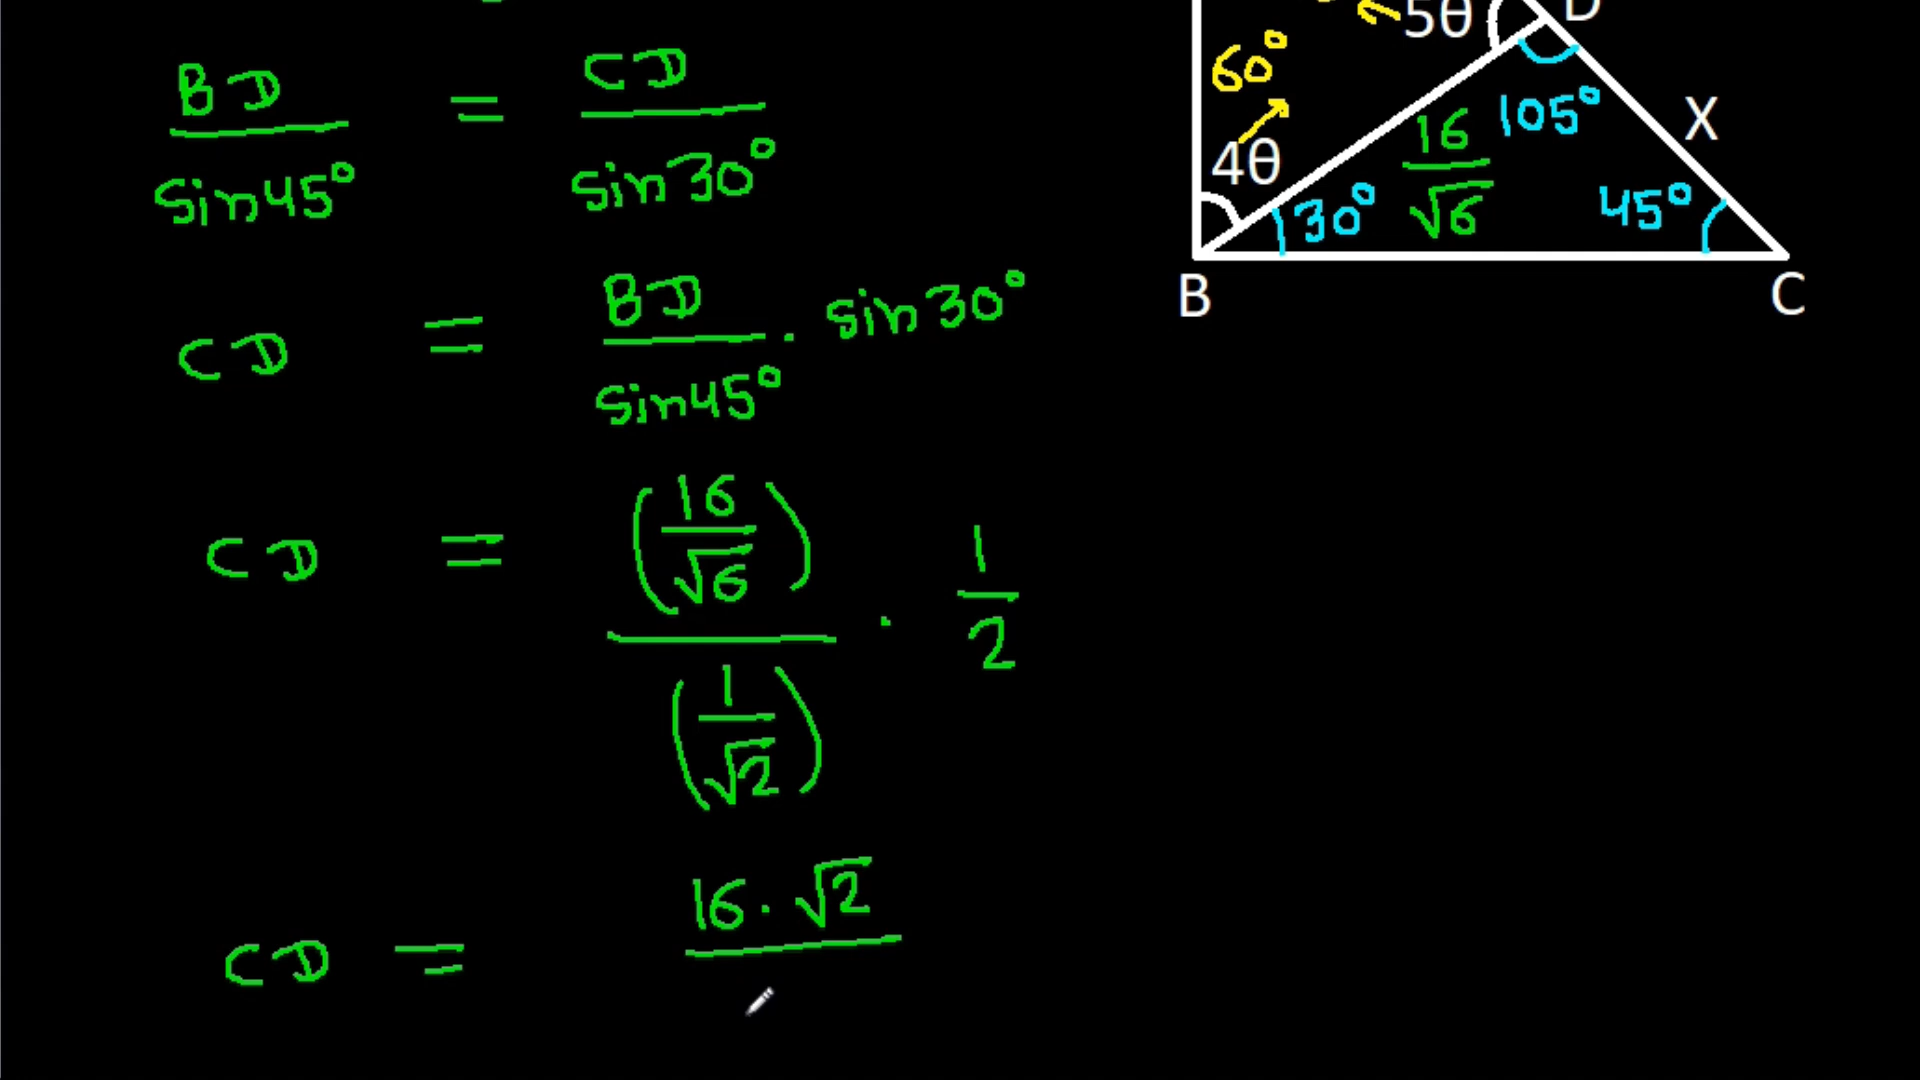 BD/sin45° = CD/sin30°
CD = BD/sin45° · sin30°
CD = (16/√6)/(1/√2) · 1/2
CD = 16·√2
5θ D
60°
105° X
4θ 16/√6
30° 45°
B C